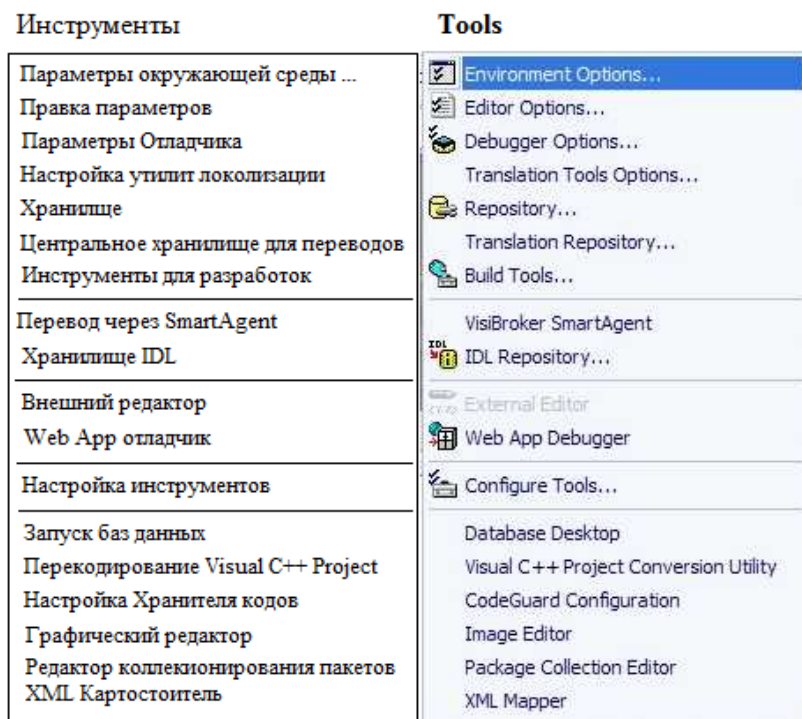 Инструменты
Tools
Параметры окружающей среды ...
Environment Options...
Правка параметров
Editor Options...
Параметры Отладчика
Debugger Options...
Настройка утилит локолизации
Translation Tools Options...
Хранилще
Repository...
Центральное хранилище для переводов
Translation Repository...
Инструменты для разработок
Build Tools...
Перевод через SmartAgent
VisiBroker SmartAgent
Хранилище IDL
IDL
IDL Repository...
Внешний редактор
External Editor
Web App отладчик
Web App Debugger
Настройка инструментов
Configure Tools...
Запуск баз данных
Database Desktop
Перекодирование Visual C++ Project
Visual C++ Project Conversion Utility
Настройка Хранителя кодов
CodeGuard Configuration
Графический редактор
Image Editor
Редактор коллекионирования пакетов
Package Collection Editor
XML Картостоитель
XML Mapper